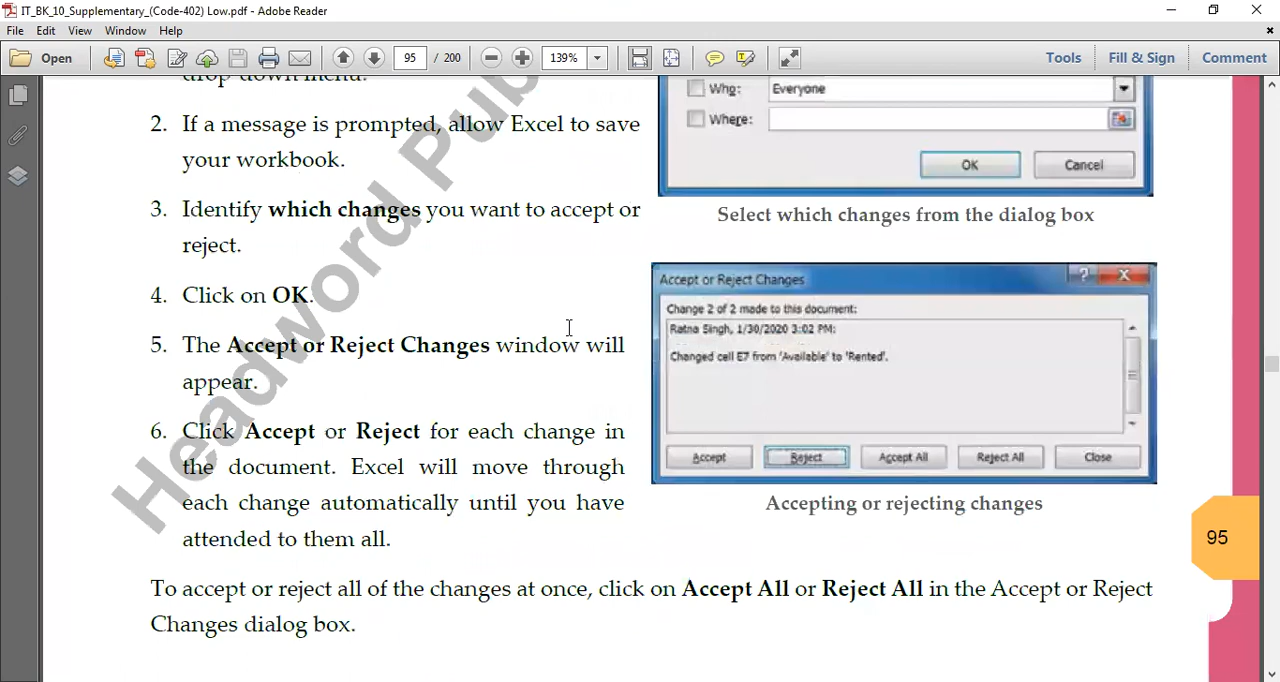 IT_BK_10_Supplementary_(Code-402) Low.pdf - Adobe Reader
File Edit View Window Help
Open 95 / 200 139% Tools Fill & Sign Comment
drop-down menu.
2. If a message is prompted, allow Excel to save
your workbook.
3. Identify which changes you want to accept or
reject.
4. Click on OK.
5. The Accept or Reject Changes window will
appear.
6. Click Accept or Reject for each change in
the document. Excel will move through
each change automatically until you have
attended to them all.
Who: Everyone
Where:
OK Cancel
Select which changes from the dialog box
Accept or Reject Changes
Change 2 of 2 made to this document:
Ratna Singh, 1/30/2020 3:02 PM:
Changed cell E7 from 'Available' to 'Rented'.
Accept Reject Accept All Reject All Close
Accepting or rejecting changes
To accept or reject all of the changes at once, click on Accept All or Reject All in the Accept or Reject
Changes dialog box.
95
Headword Pub